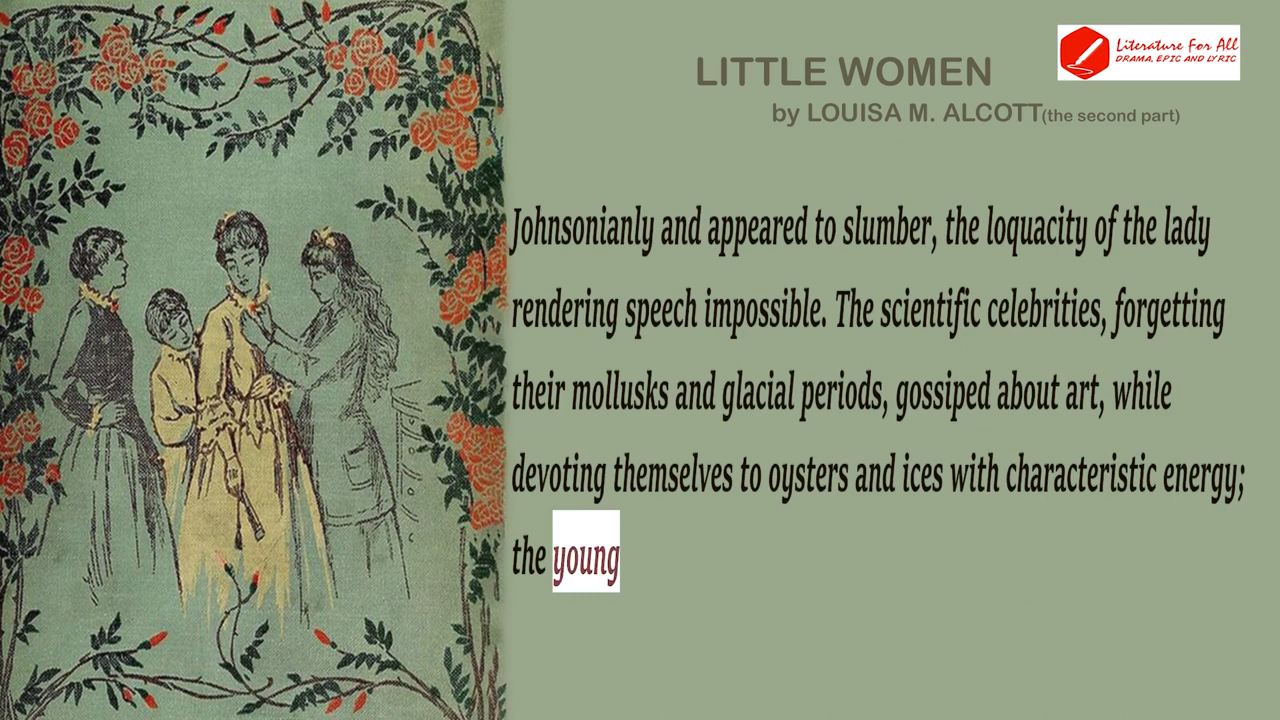 LITTLE WOMEN
by LOUISA M. ALCOTT(the second part)
Literature For All
DRAMA, EPIC AND LYRIC
Johnsonianly and appeared to slumber, the loquacity of the lady
rendering speech impossible. The scientific celebrities, forgetting
their mollusks and glacial periods, gossiped about art, while
devoting themselves to oysters and ices with characteristic energy;
the young